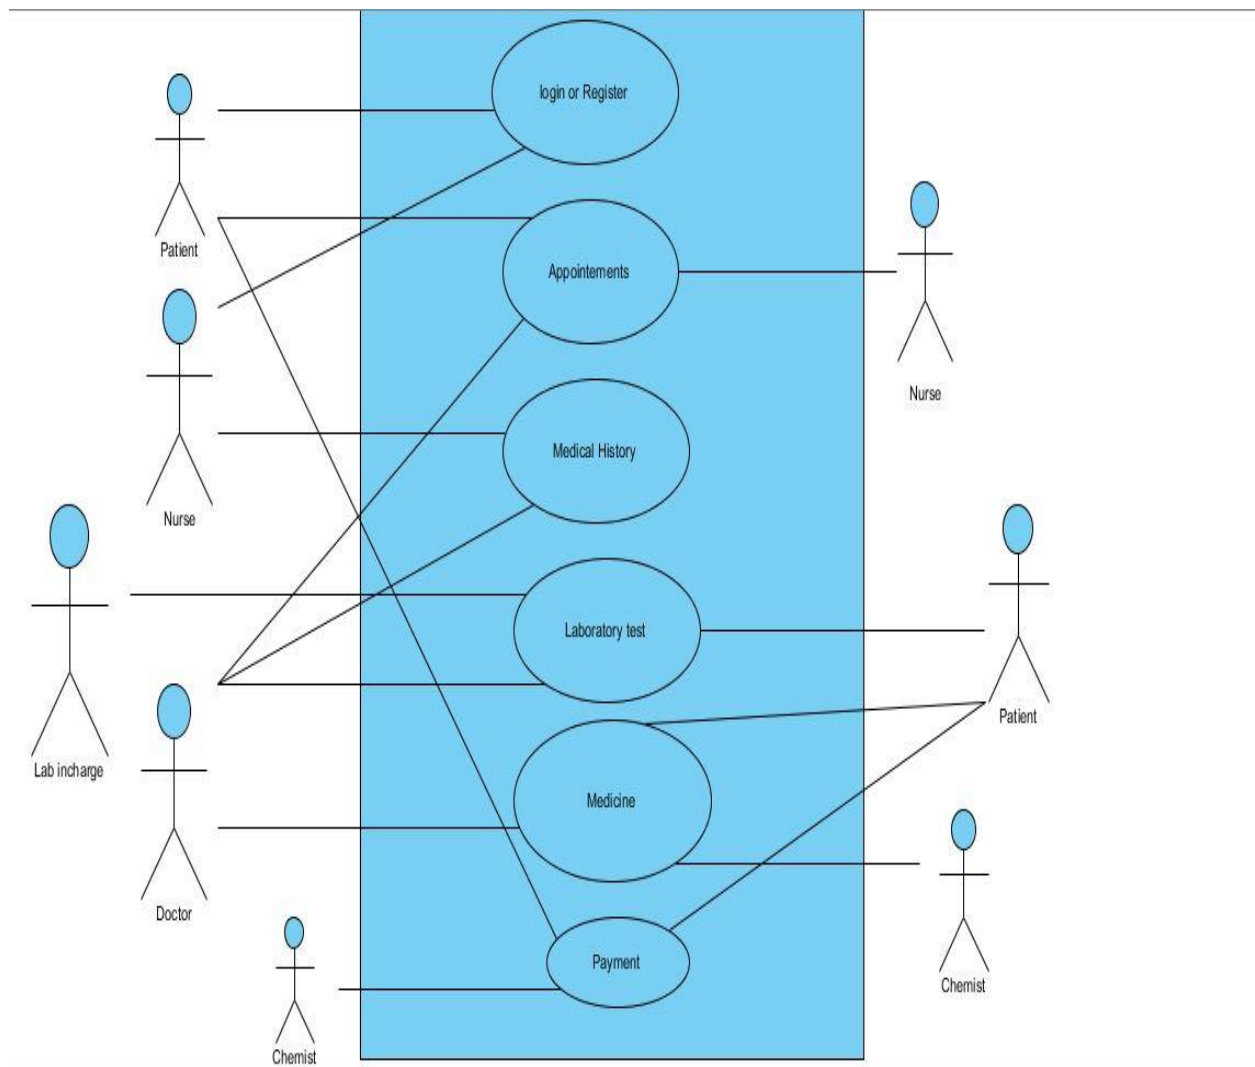 login or Register
Patient
Appointements
Nurse
Medical History
Nurse
Laboratory test
Patient
Lab incharge
Medicine
Doctor
Payment
Chemist
Chemist